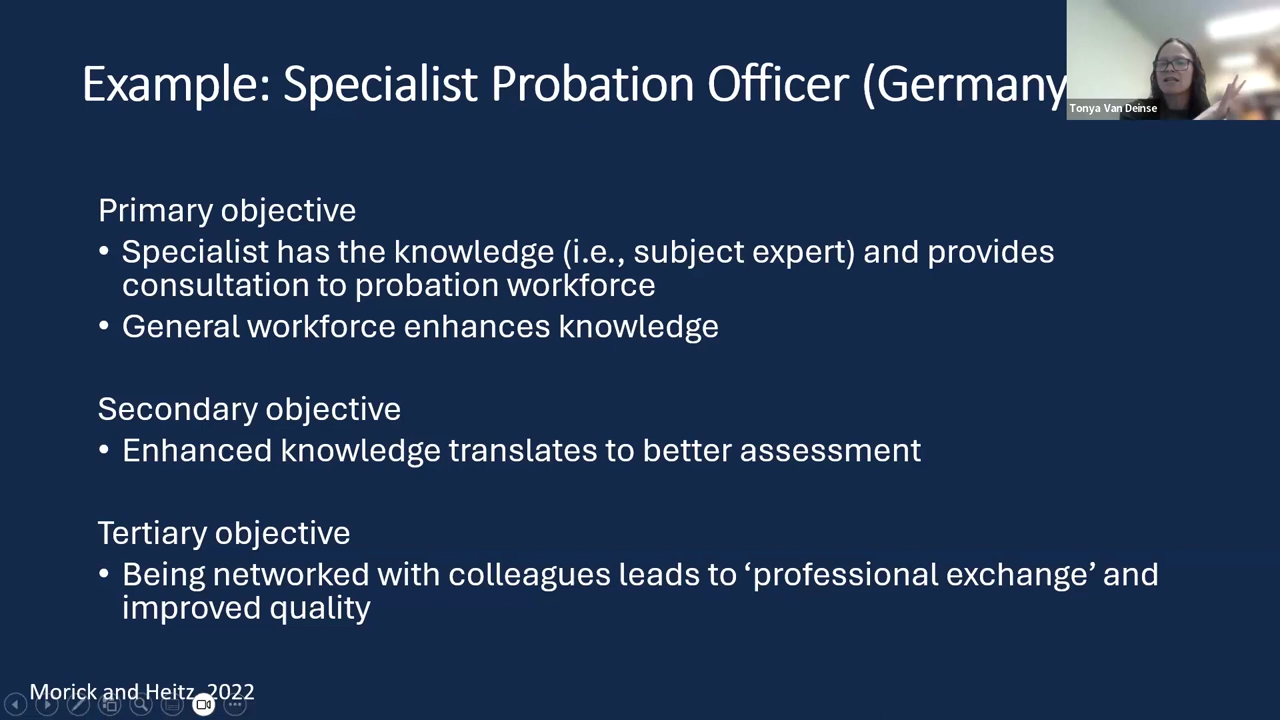 Example: Specialist Probation Officer (Germany
Tonya Van Deinse
Primary objective
• Specialist has the knowledge (i.e., subject expert) and provides
consultation to probation workforce
• General workforce enhances knowledge
Secondary objective
• Enhanced knowledge translates to better assessment
Tertiary objective
• Being networked with colleagues leads to ‘professional exchange’ and
improved quality
Morick and Heitz, 2022